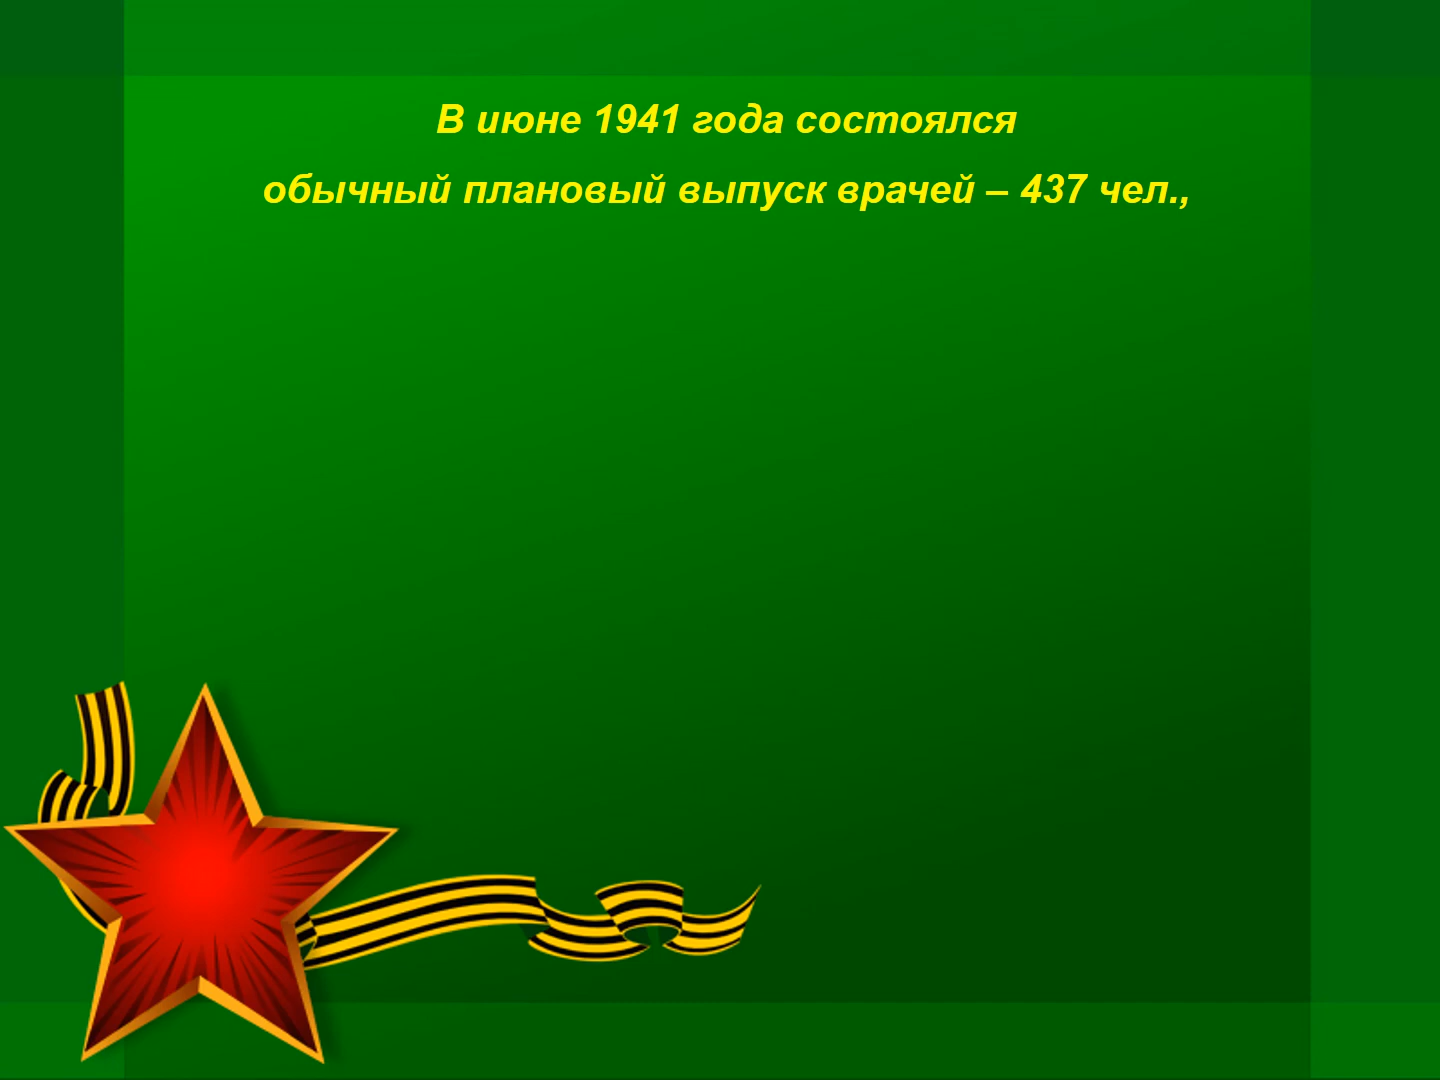 В июне 1941 года состоялся
обычный плановый выпуск врачей – 437 чел.,